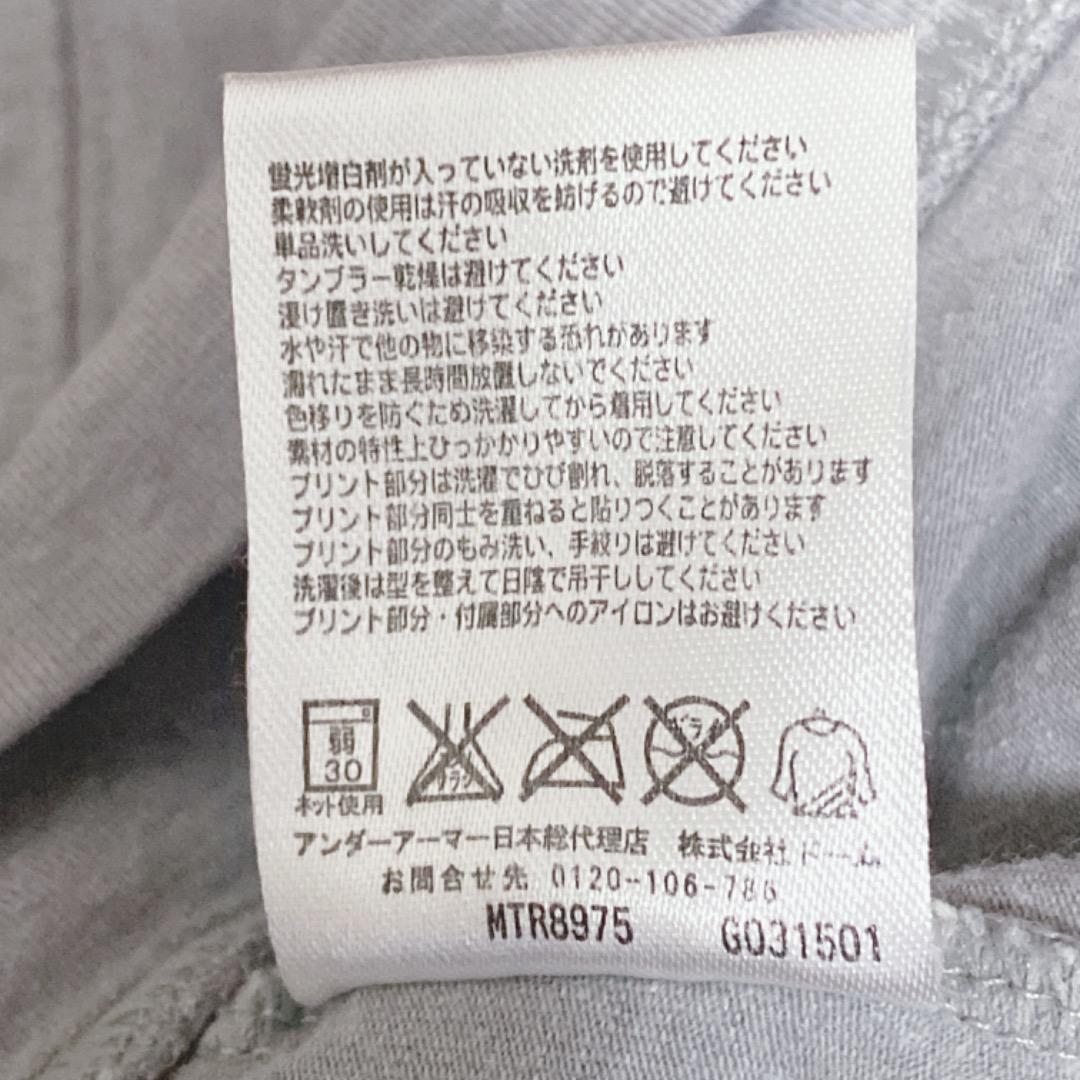 蛍光増白剤が入っていない洗剤を使用してください
柔軟剤の使用は汗の吸収を妨げるので避けてください
単品洗いしてください
タンブラー乾燥は避けてください
浸け置き洗いは避けてください
水や汗で他の物に移染する恐れがあります
濡れたまま長時間放置しないでください
色移りを防ぐため洗濯してから着用してください
素材の特性上ひっかかりやすいので注意してください
プリント部分は洗濯でひび割れ、脱落することがあります
プリント部分同士を重ねると貼りつくことがあります
プリント部分のもみ洗い、手絞りは避けてください
洗濯後は型を整えて日陰で吊干ししてください
プリント部分・付属部分へのアイロンはお避けください
弱
30
ネット使用
エンソ
サラシ
ドライ
アンダーアーマー日本総代理店 株式会社ドーム
お問合せ先 0120-106-786
MTR8975 G031501